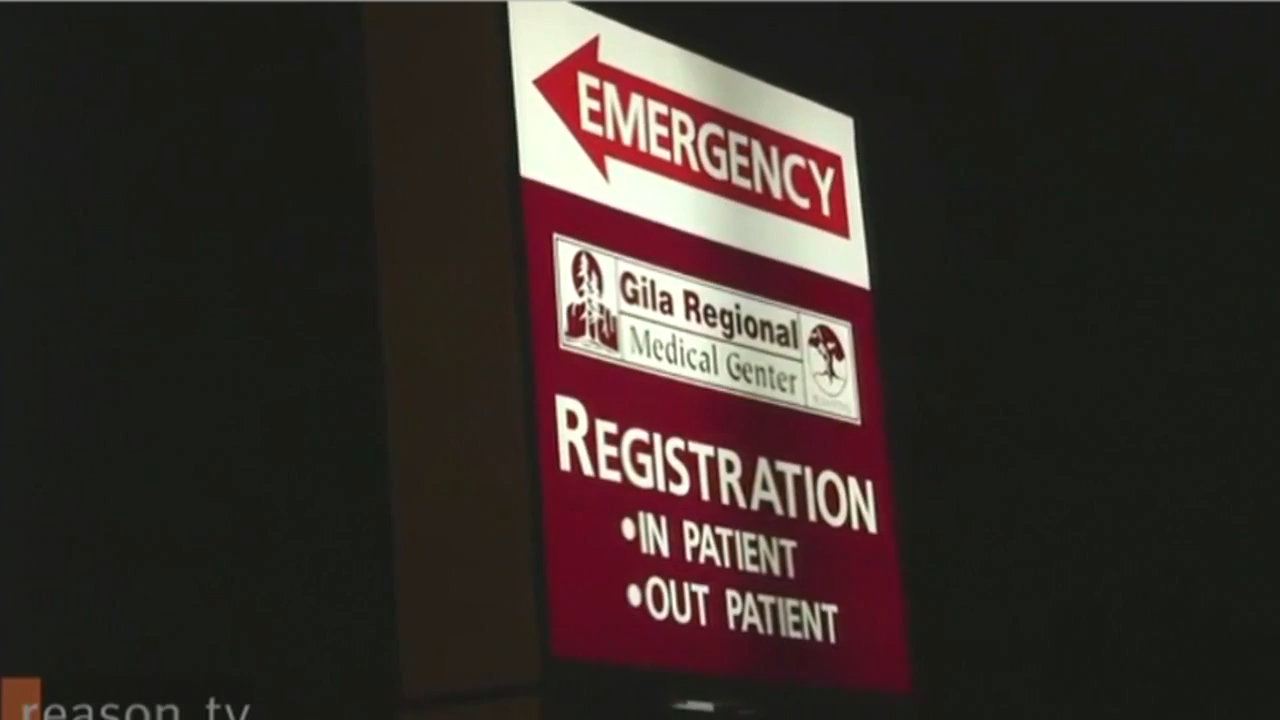 EMERGENCY
Gila Regional
Medical Center
REGISTRATION
•IN PATIENT
•OUT PATIENT
reason tv